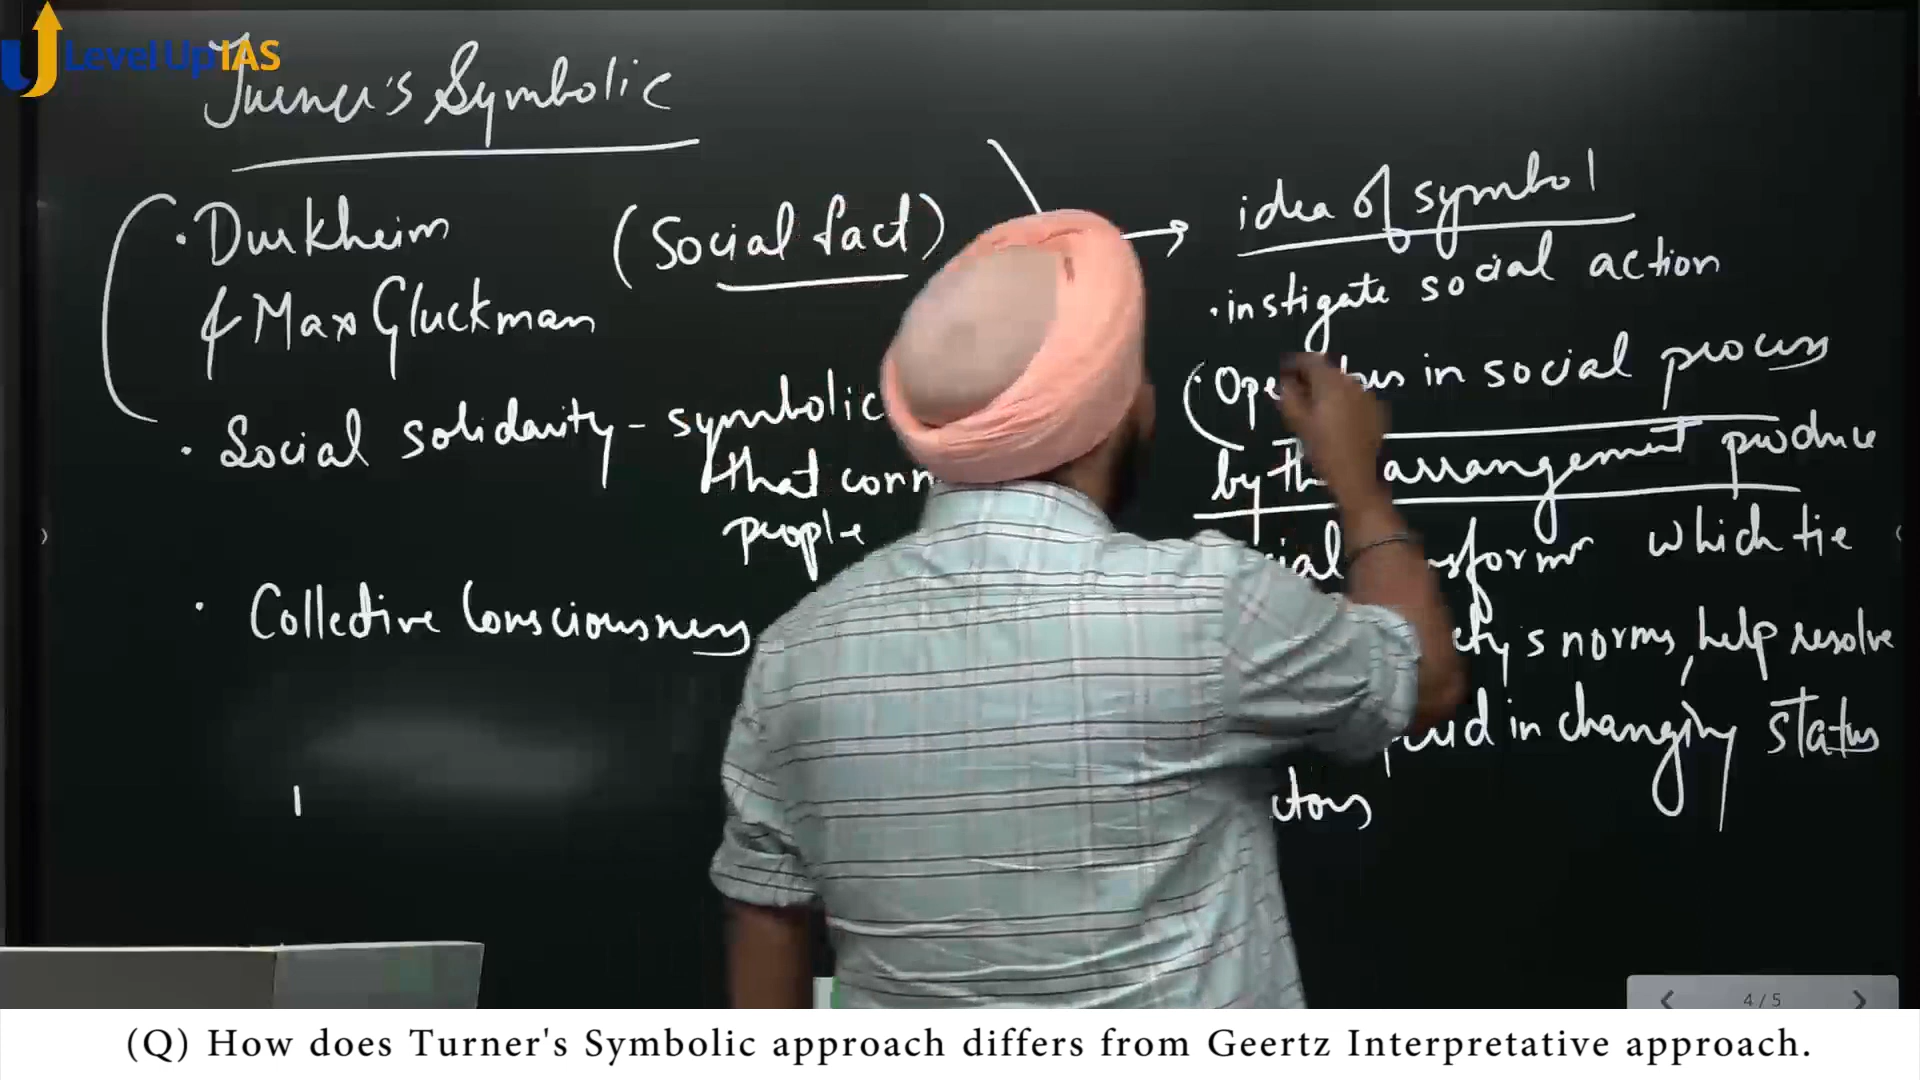 Level Up IAS
Turner's Symbolic
. Durkheim (Social fact)
& Max Gluckman
. Social solidarity - symbolic
that conn
people
. Collective Consciousness
→ idea of symbol
. instigate social action
in social process
by arrangement produce
which tie
's norms, help resolve
in changing status
4 / 5
(Q) How does Turner's Symbolic approach differs from Geertz Interpretative approach.